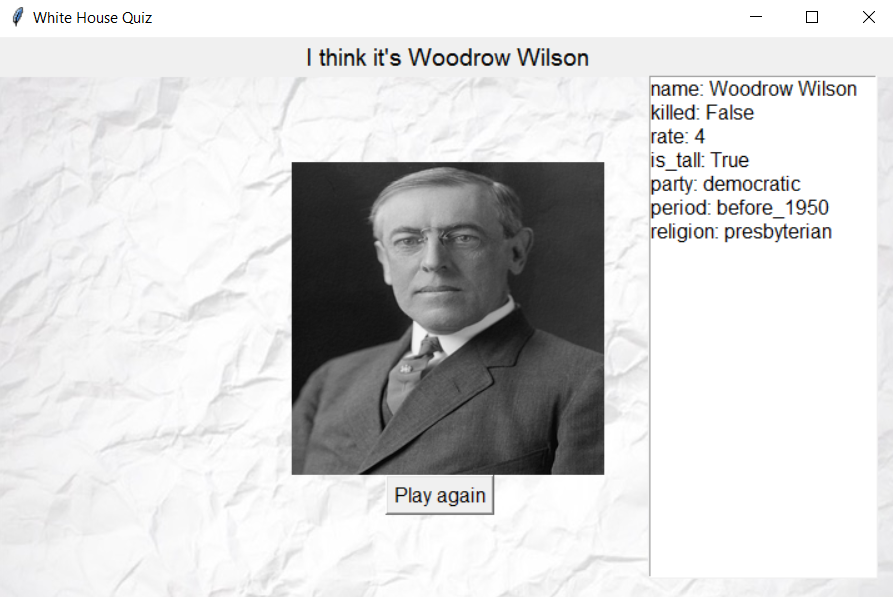 White House Quiz
I think it's Woodrow Wilson
name: Woodrow Wilson
killed: False
rate: 4
is_tall: True
party: democratic
period: before_1950
religion: presbyterian
Play again